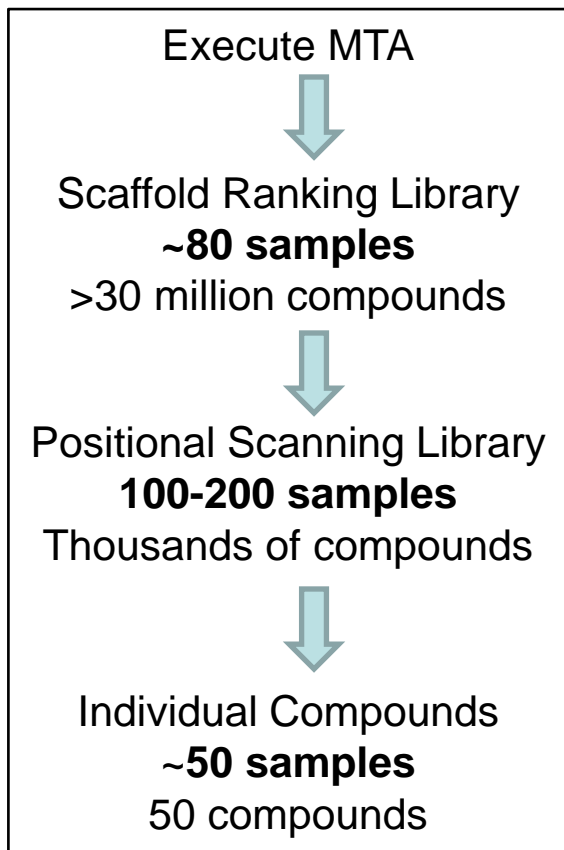 Execute MTA
Scaffold Ranking Library
~80 samples
>30 million compounds
Positional Scanning Library
100-200 samples
Thousands of compounds
Individual Compounds
~50 samples
50 compounds